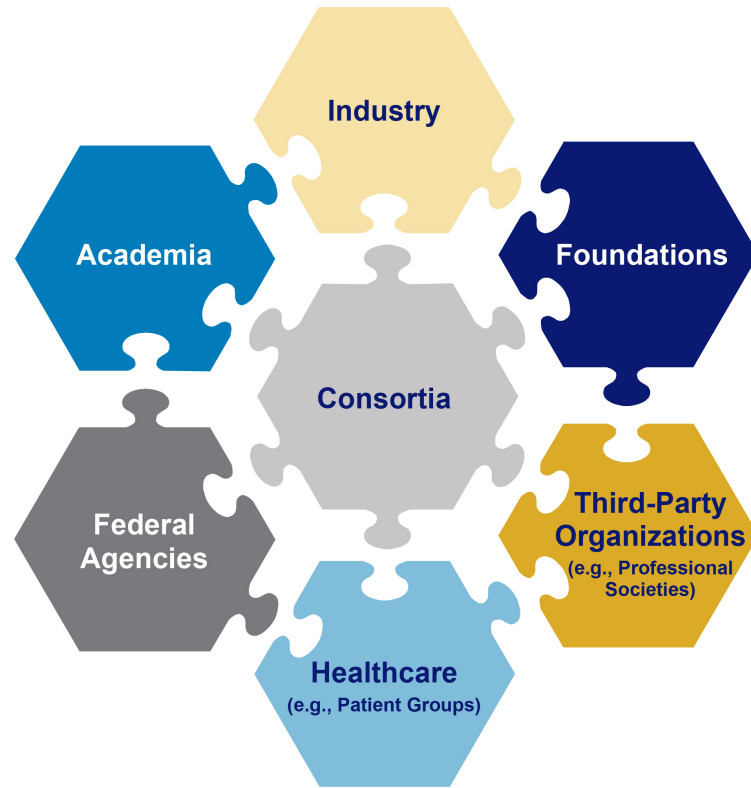 Industry
Academia
Foundations
Consortia
Federal
Agencies
Third-Party
Organizations
(e.g., Professional
Societies)
Healthcare
(e.g., Patient Groups)